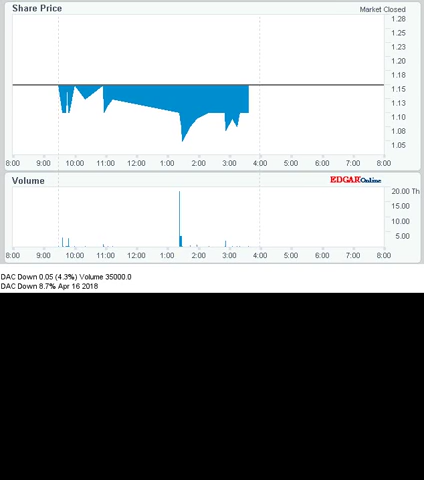 Share Price
Market Closed
1.28
1.25
1.23
1.20
1.18
1.15
1.13
1.10
1.08
1.05
8:00 9:00 10:00 11:00 12:00 1:00 2:00 3:00 4:00 5:00 6:00 7:00 8:00
Volume
EDGAROnline
20.00 Th
15.00
10.00
5.00
8:00 9:00 10:00 11:00 12:00 1:00 2:00 3:00 4:00 5:00 6:00 7:00 8:00
DAC Down 0.05 (4.3%) Volume 35000.0
DAC Down 8.7% Apr 16 2018